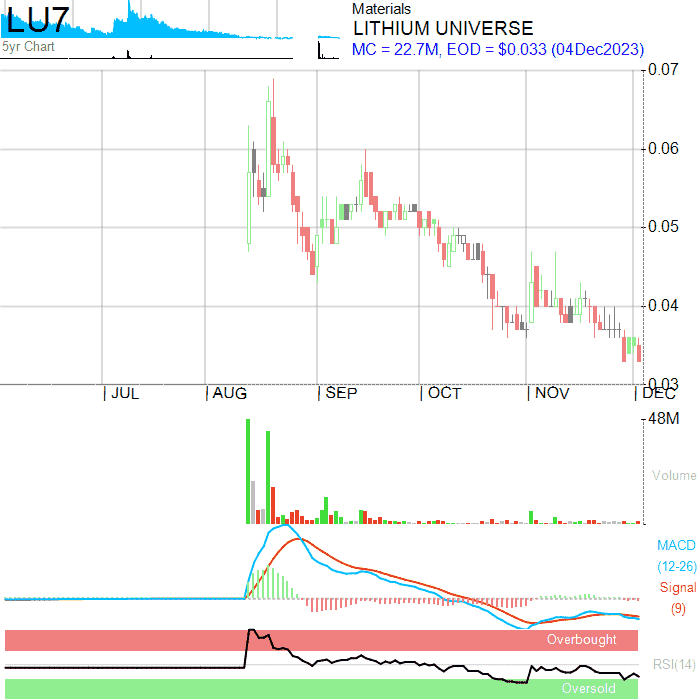 LU7
5yr Chart
Materials
LITHIUM UNIVERSE
MC = 22.7M, EOD = $0.033 (04Dec2023)
0.07
0.06
0.05
0.04
0.03
JUL AUG SEP OCT NOV DEC
48M
Volume
MACD
(12-26)
Signal
(9)
Overbought
RSI(14)
Oversold